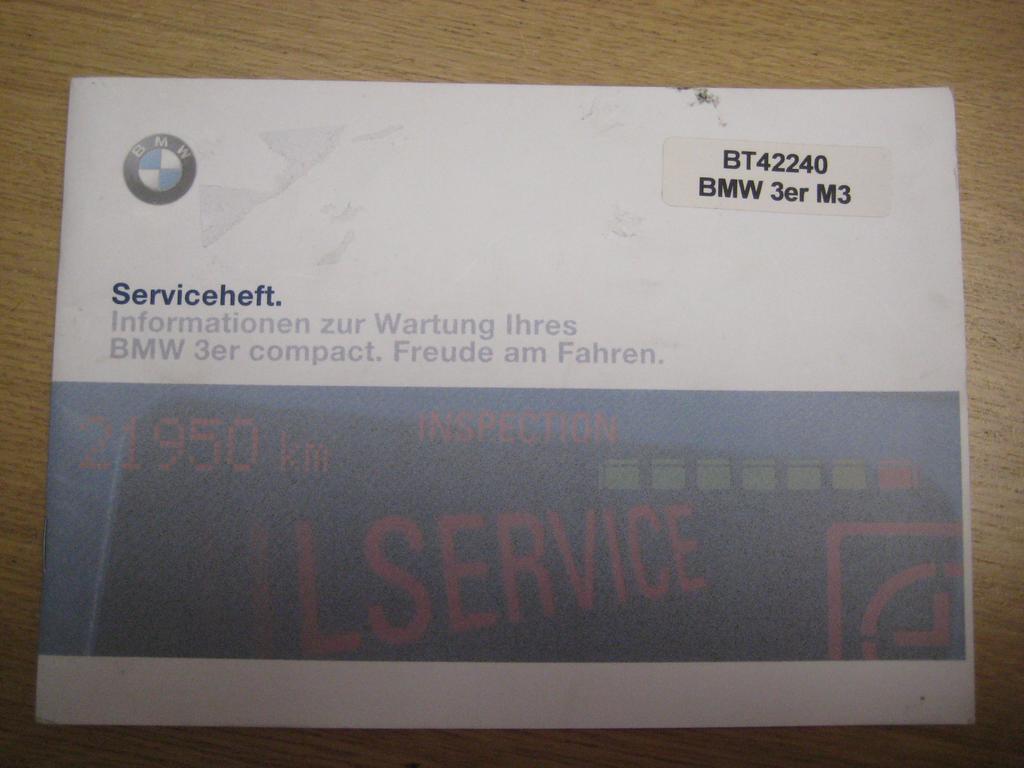 BMW
BT42240
BMW 3er M3
Serviceheft.
Informationen zur Wartung Ihres
BMW 3er compact. Freude am Fahren.
21950 km
INSPECTION
LSERVICE